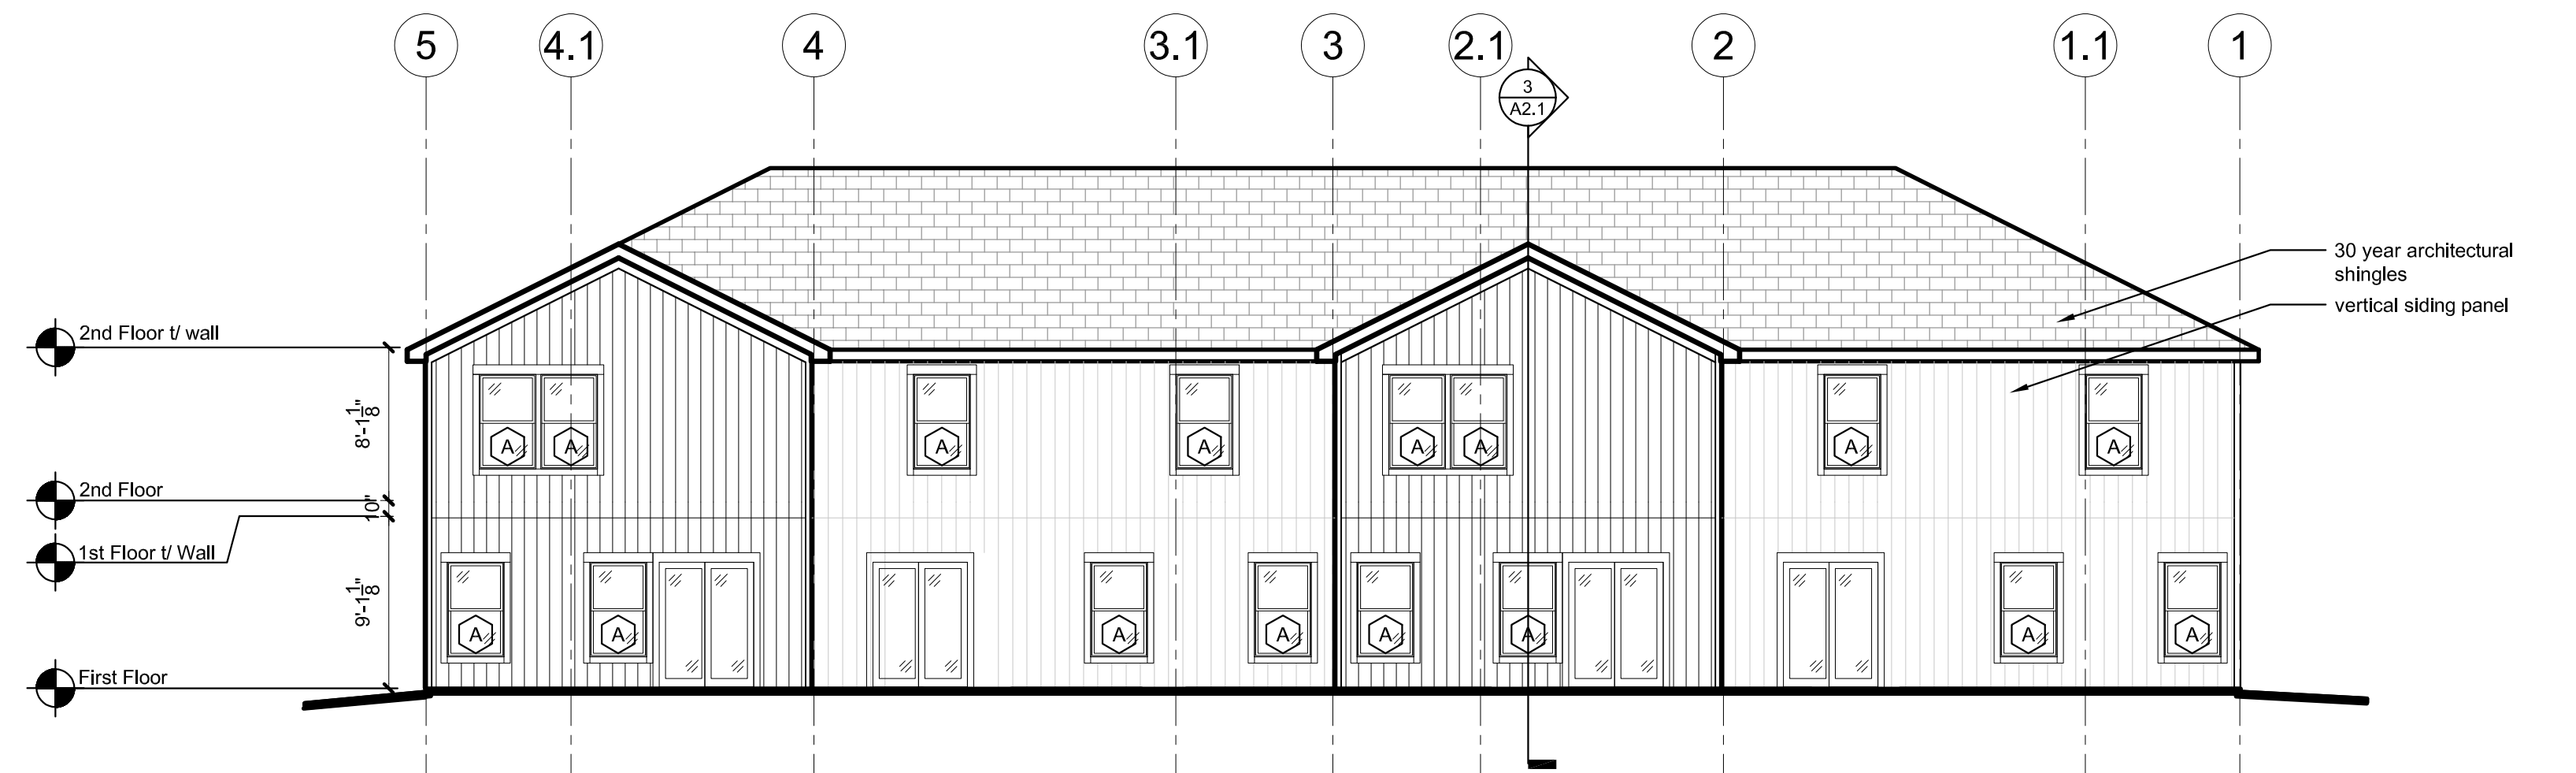 5 4.1 4 3.1 3 2.1 2 1.1 1
3
A2.1
30 year architectural
shingles
vertical siding panel
2nd Floor t/ wall
8'-1 1/8"
2nd Floor
10"
1st Floor t/ Wall
9'-1 1/8"
First Floor
A A A A A A A A
A A A A A A A A